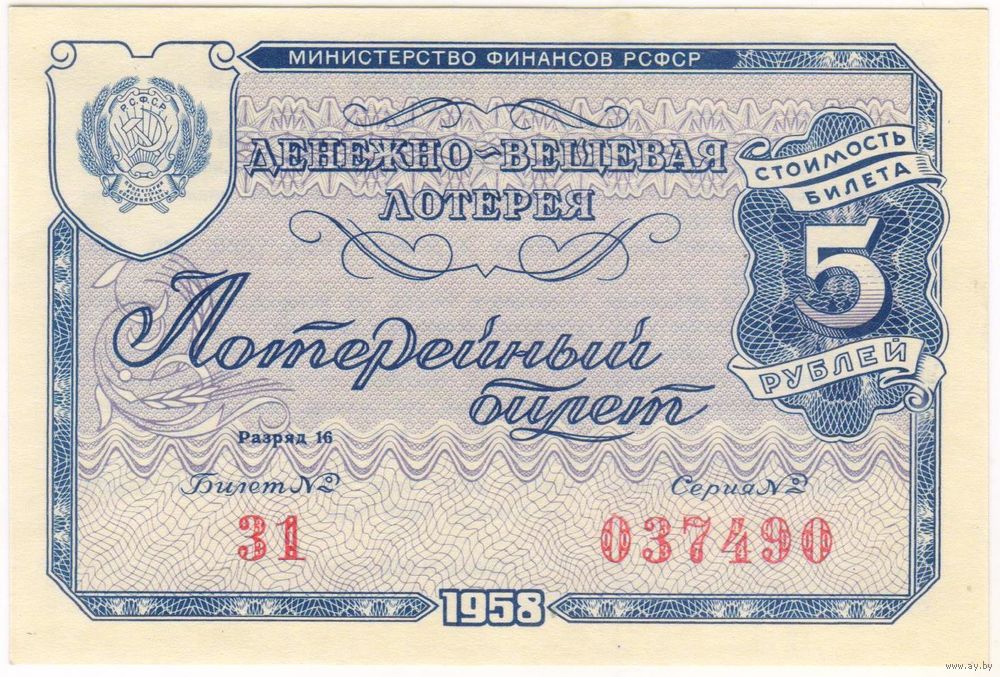 МИНИСТЕРСТВО ФИНАНСОВ РСФСР
Р.С.Ф.С.Р.
ДЕНЕЖНО-ВЕЩЕВАЯ
ЛОТЕРЕЯ
СТОИМОСТЬ
БИЛЕТА
5
РУБЛЕЙ
Лотерейный
билет
Разряд 16
Билет №
31
Серия №
037490
1958
www.ay.by